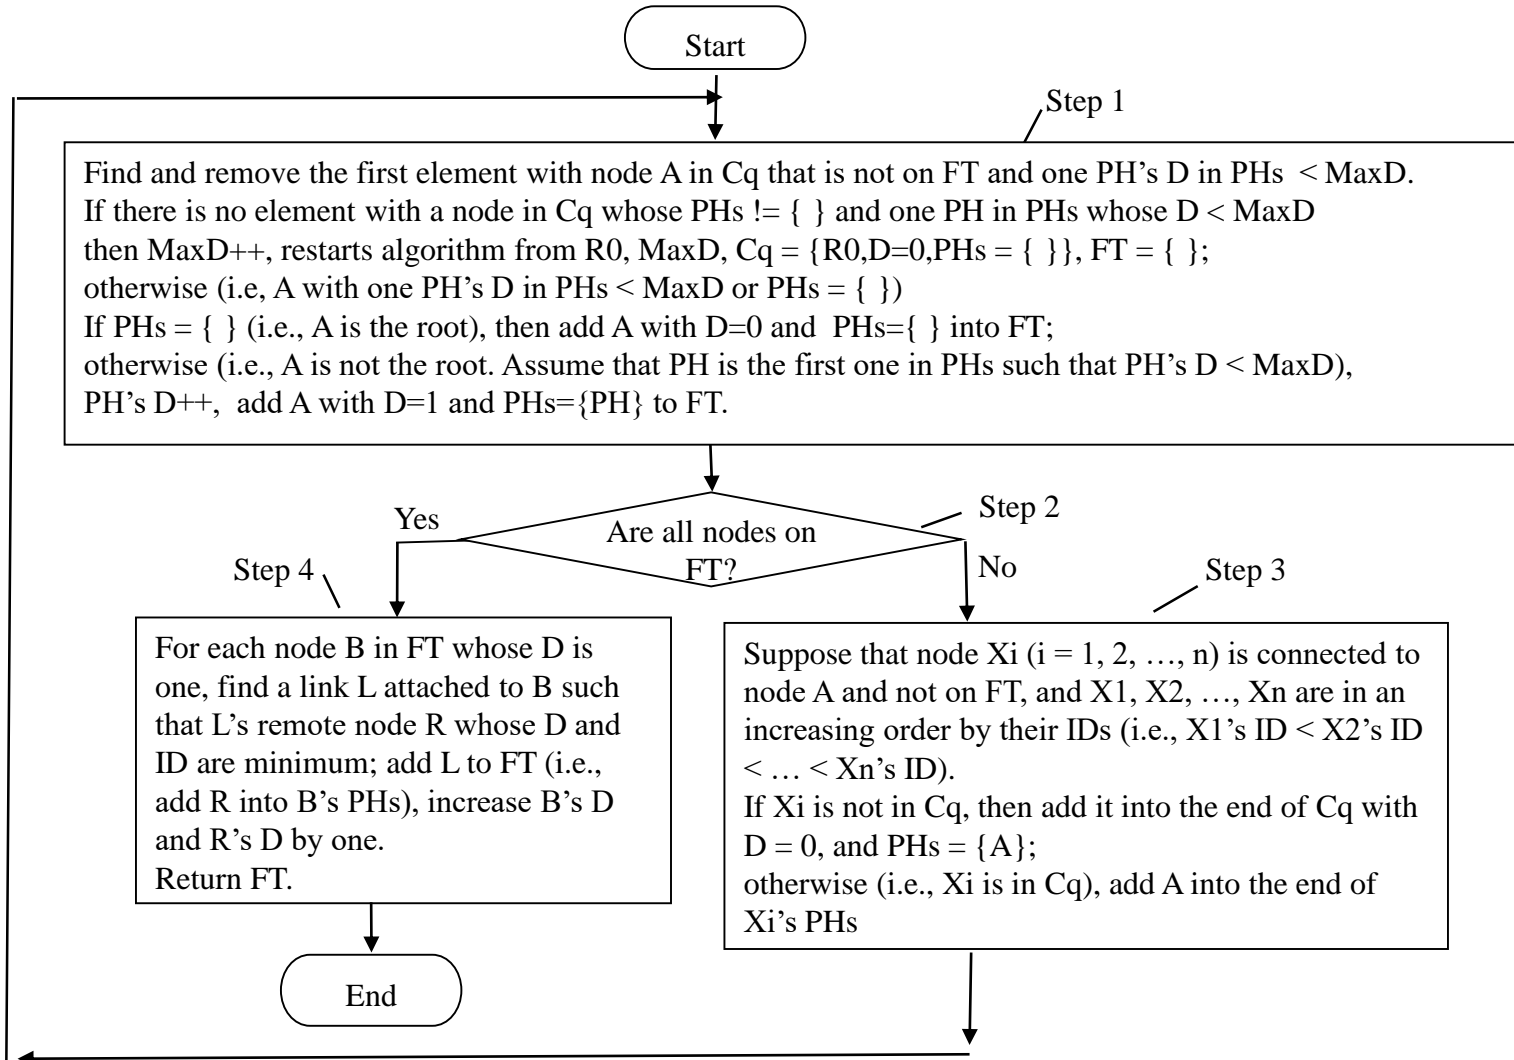 Start
Step 1
Find and remove the first element with node A in Cq that is not on FT and one PH’s D in PHs < MaxD.
If there is no element with a node in Cq whose PHs != { } and one PH in PHs whose D < MaxD
then MaxD++, restarts algorithm from R0, MaxD, Cq = {R0,D=0,PHs = { }}, FT = { };
otherwise (i.e, A with one PH’s D in PHs < MaxD or PHs = { })
If PHs = { } (i.e., A is the root), then add A with D=0 and PHs={ } into FT;
otherwise (i.e., A is not the root. Assume that PH is the first one in PHs such that PH’s D < MaxD),
PH’s D++, add A with D=1 and PHs={PH} to FT.
Step 2
Are all nodes on
FT?
Yes
No
Step 4
For each node B in FT whose D is
one, find a link L attached to B such
that L’s remote node R whose D and
ID are minimum; add L to FT (i.e.,
add R into B’s PHs), increase B’s D
and R’s D by one.
Return FT.
Step 3
Suppose that node Xi (i = 1, 2, …, n) is connected to
node A and not on FT, and X1, X2, …, Xn are in an
increasing order by their IDs (i.e., X1’s ID < X2’s ID
< … < Xn’s ID).
If Xi is not in Cq, then add it into the end of Cq with
D = 0, and PHs = {A};
otherwise (i.e., Xi is in Cq), add A into the end of
Xi’s PHs
End